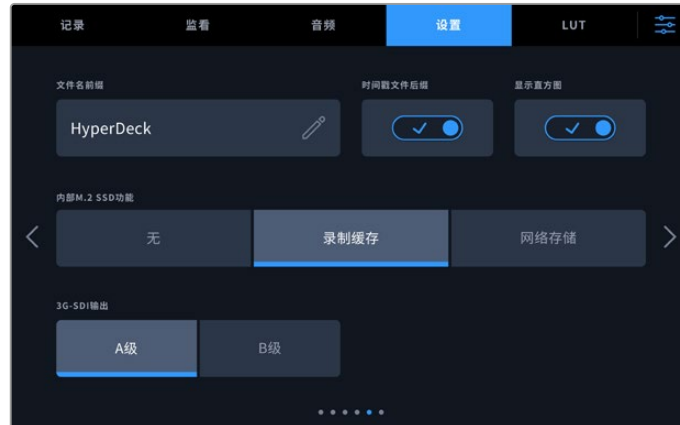 记录 监看 音频 设置 LUT
文件名前缀 时间戳文件后缀 显示直方图
HyperDeck
内部M.2 SSD功能
无 录制缓存 网络存储
3G-SDI输出
A级 B级